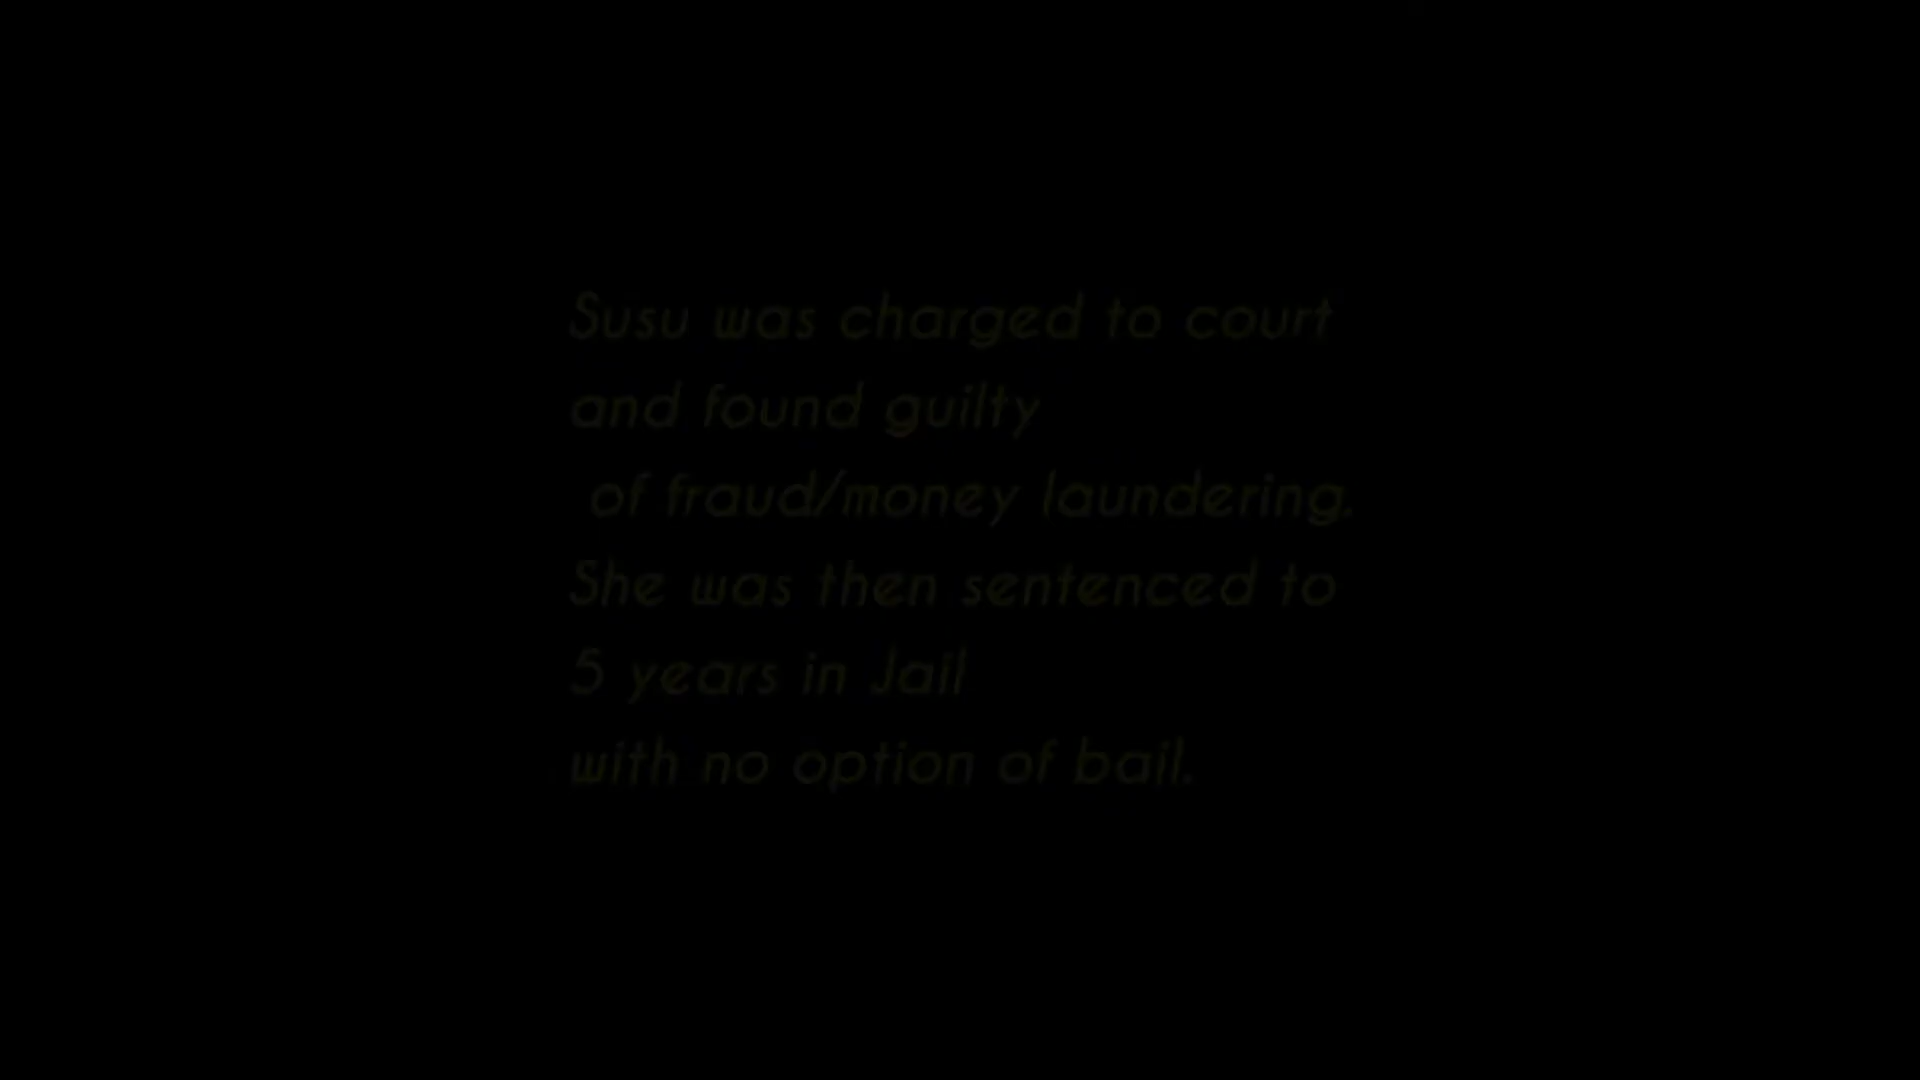 Susu was charged to court
and found guilty
of fraud/money laundering.
She was then sentenced to
5 years in Jail
with no option of bail.